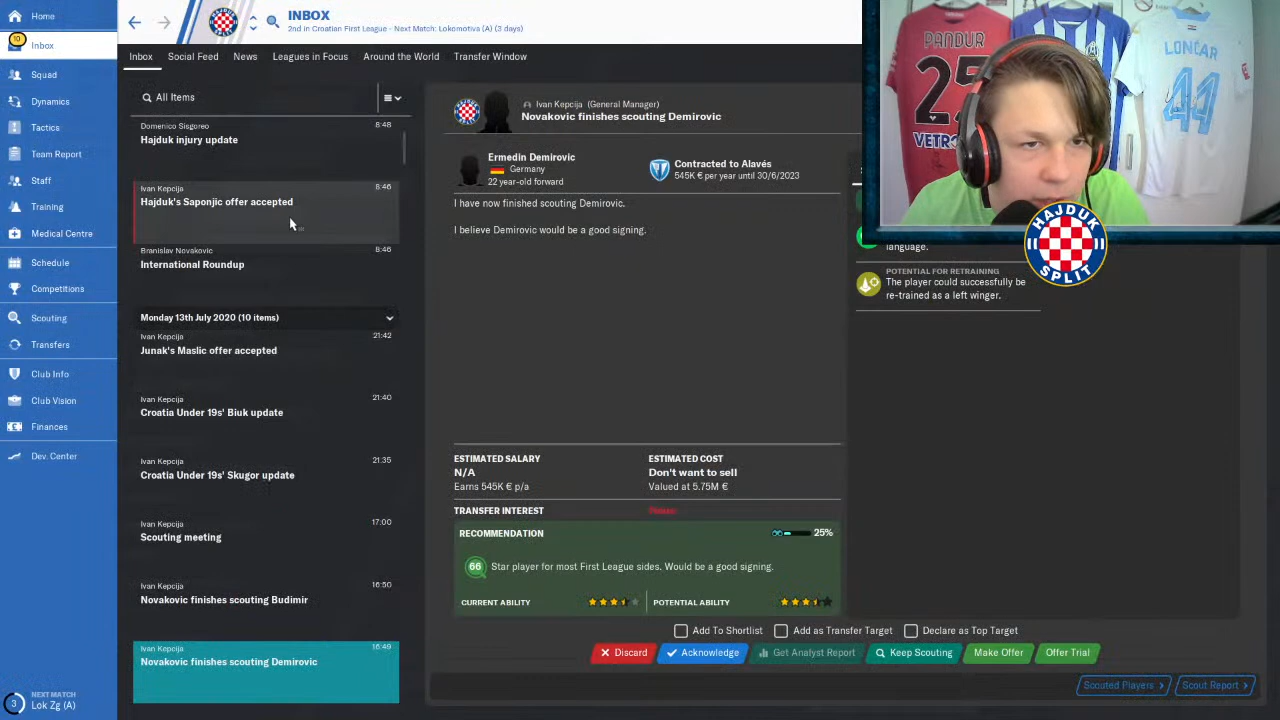 Home
10
Inbox
Squad
Dynamics
Tactics
Team Report
Staff
Training
Medical Centre
Schedule
Competitions
Scouting
Transfers
Club Info
Club Vision
Finances
Dev. Center
3
NEXT MATCH
Lok Zg (A)
INBOX
2nd in Croatian First League - Next Match: Lokomotiva (A) (3 days)
Inbox Social Feed News Leagues in Focus Around the World Transfer Window
All Items
Domenico Sisgoreo 8:48
Hajduk injury update
Ivan Kepcija 8:46
Hajduk's Saponjic offer accepted
Branislav Novakovic 8:46
International Roundup
Monday 13th July 2020 (10 items)
Ivan Kepcija 21:42
Junak's Maslic offer accepted
Ivan Kepcija 21:40
Croatia Under 19s' Biuk update
Ivan Kepcija 21:35
Croatia Under 19s' Skugor update
Ivan Kepcija 17:00
Scouting meeting
Ivan Kepcija 16:50
Novakovic finishes scouting Budimir
Ivan Kepcija 16:49
Novakovic finishes scouting Demirovic
Ivan Kepcija (General Manager)
Novakovic finishes scouting Demirovic
Ermedin Demirovic
Germany
22 year-old forward
Contracted to Alavés
545K € per year until 30/6/2023
I have now finished scouting Demirovic.
I believe Demirovic would be a good signing.
language.
POTENTIAL FOR RETRAINING
The player could successfully be
re-trained as a left winger.
ESTIMATED SALARY
N/A
Earns 545K € p/a
ESTIMATED COST
Don't want to sell
Valued at 5.75M €
TRANSFER INTEREST
RECOMMENDATION 25%
66 Star player for most First League sides. Would be a good signing.
CURRENT ABILITY POTENTIAL ABILITY
Add To Shortlist Add as Transfer Target Declare as Top Target
Discard Acknowledge Get Analyst Report Keep Scouting Make Offer Offer Trial
Scouted Players Scout Report
PANDUR
25
VETRO
LONČAR
44
HAJDUK
SPLIT